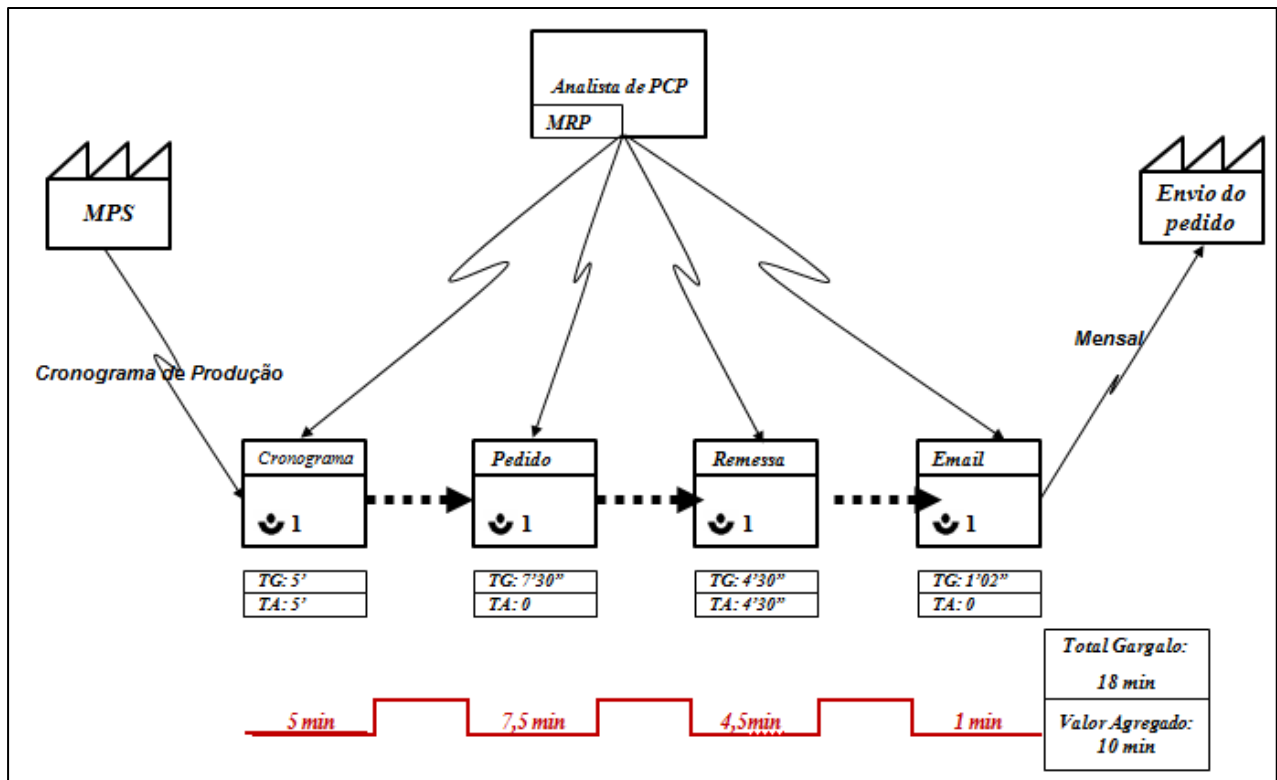 Analista de PCP
MRP
MPS
Envio do
pedido
Cronograma de Produção
Mensal
Cronograma
1
Pedido
1
Remessa
1
Email
1
TG: 5’
TA: 5’
TG: 7’30”
TA: 0
TG: 4’30”
TA: 4’30”
TG: 1’02”
TA: 0
5 min
7,5 min
4,5min
1 min
Total Gargalo:
18 min
Valor Agregado:
10 min